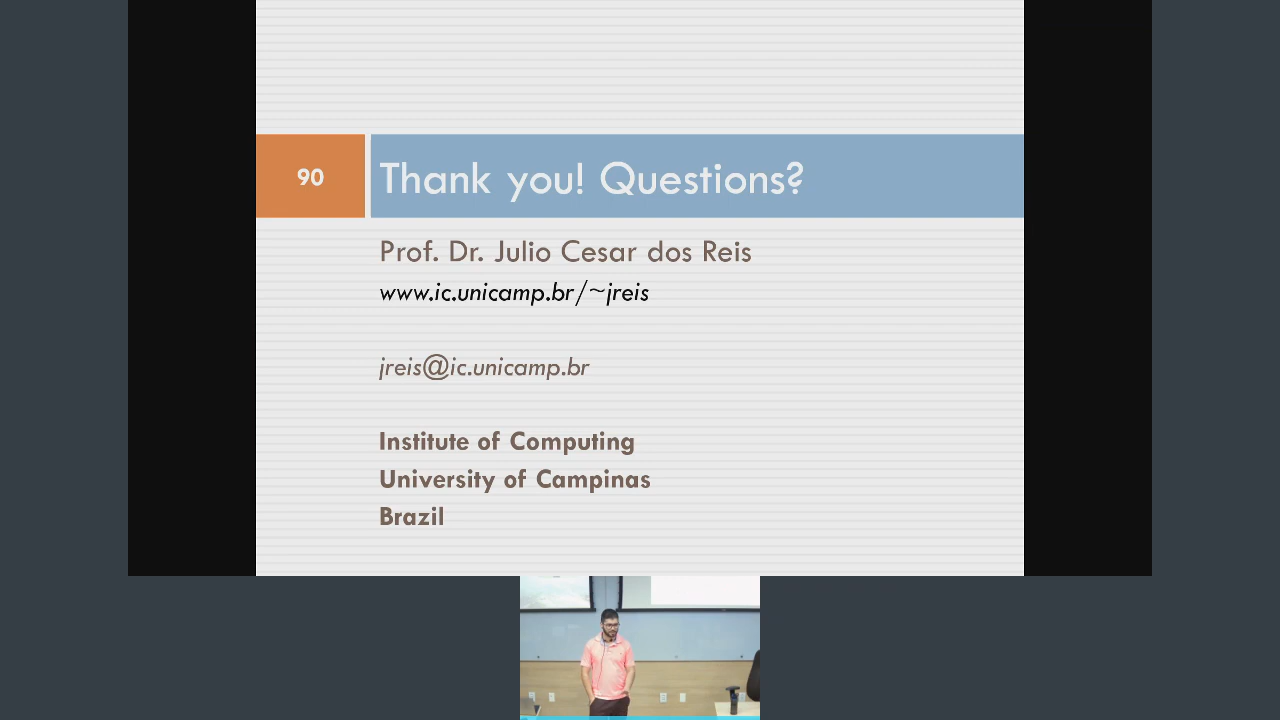 90
Thank you! Questions?
Prof. Dr. Julio Cesar dos Reis
www.ic.unicamp.br/~jreis
jreis@ic.unicamp.br
Institute of Computing
University of Campinas
Brazil